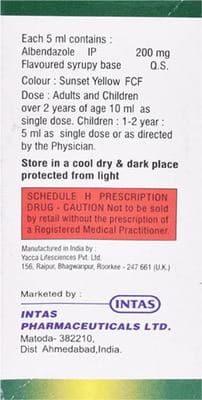 Each 5 ml contains :
Albendazole IP 200 mg
Flavoured syrupy base Q.S.
Colour : Sunset Yellow FCF
Dose : Adults and Children
over 2 years of age 10 ml as
single dose. Children : 1-2 year :
5 ml as single dose or as directed
by the Physician.
Store in a cool dry & dark place
protected from light
SCHEDULE H PRESCRIPTION
DRUG - CAUTION Not to be sold
by retail without the prescription of
a Registered Medical Practitioner.
Manufactured in India by :
Yacca Lifesciences Pvt. Ltd.
156, Raipur, Bhagwanpur, Roorkee - 247 661 (U.K.)
Marketed by :
INTAS
INTAS
PHARMACEUTICALS LTD.
Matoda- 382210,
Dist Ahmedabad,India.